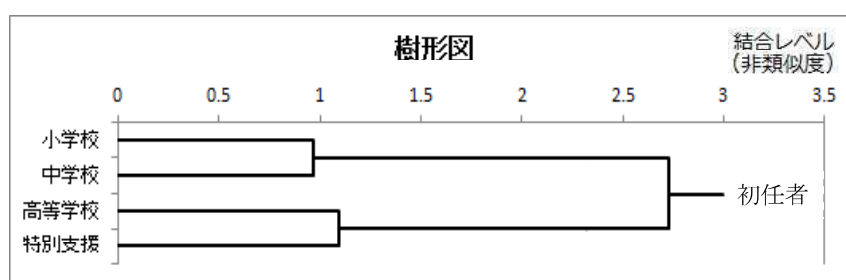 樹形図
結合レベル
(非類似度)
0 0.5 1 1.5 2 2.5 3 3.5
小学校
中学校
高等学校
特別支援
初任者